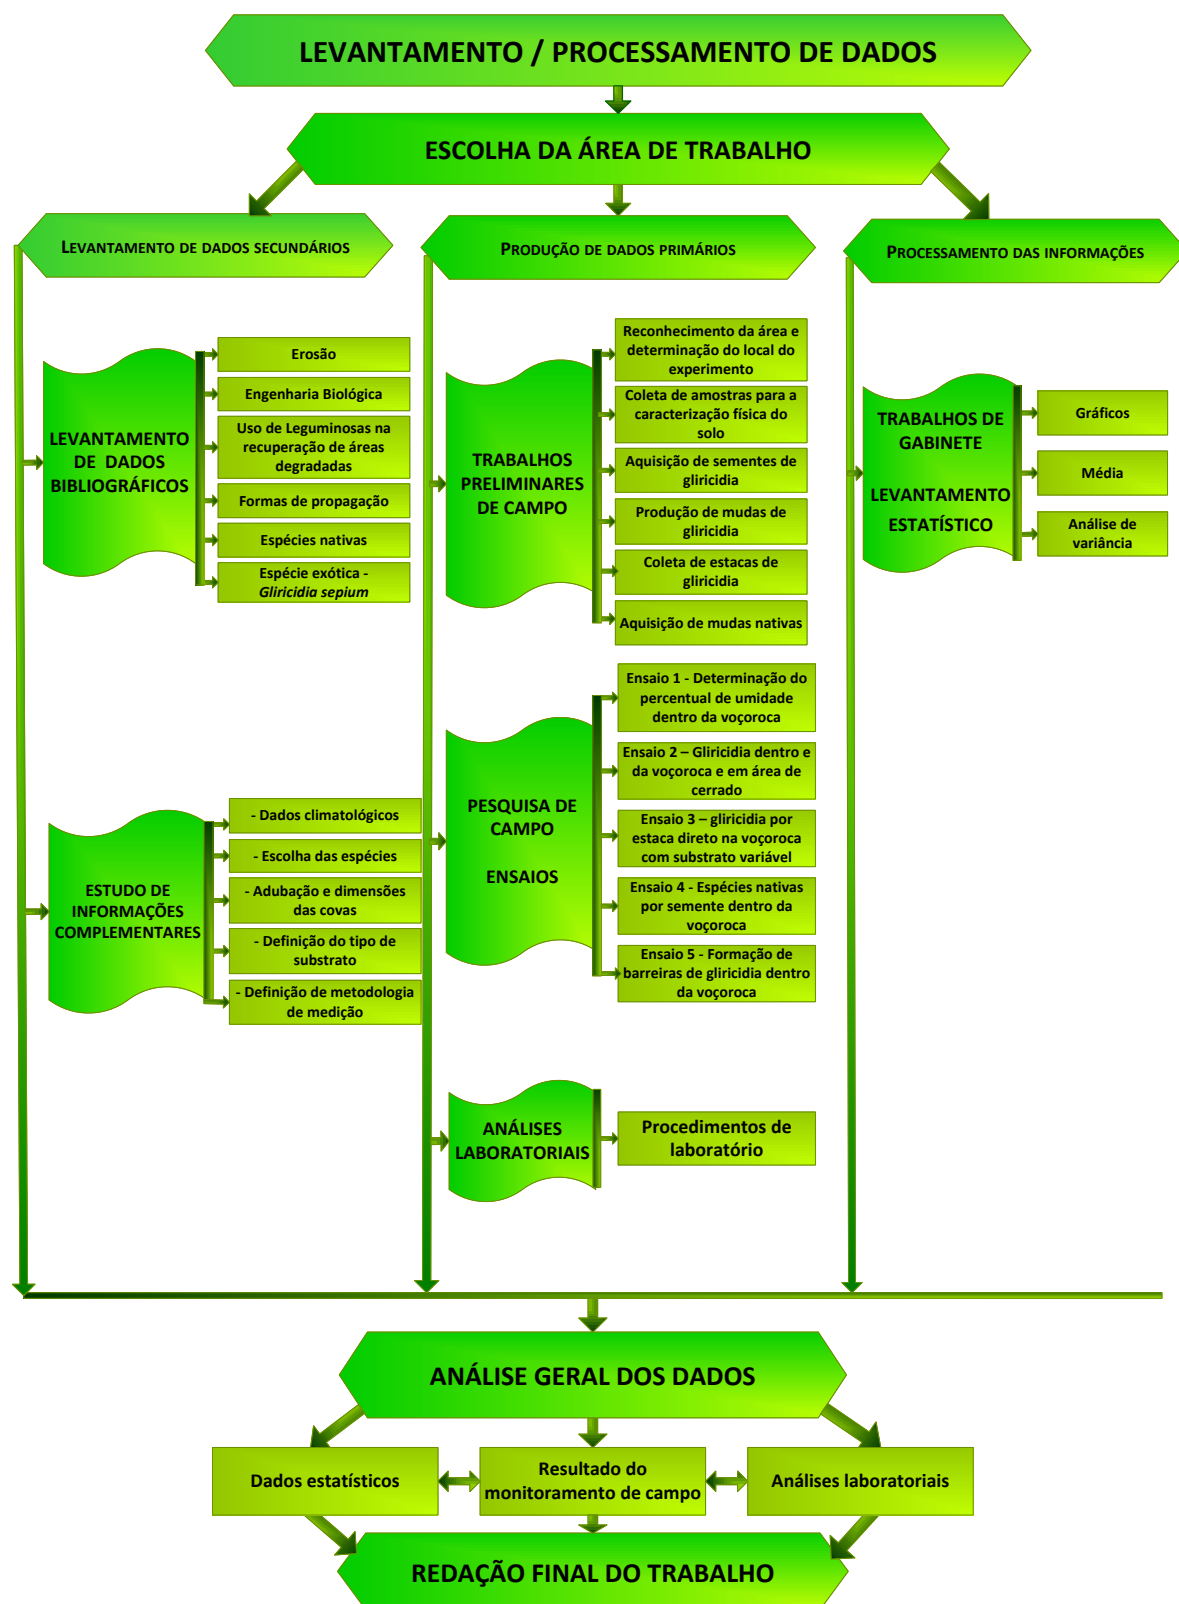 LEVANTAMENTO / PROCESSAMENTO DE DADOS
ESCOLHA DA ÁREA DE TRABALHO
LEVANTAMENTO DE DADOS SECUNDÁRIOS
PRODUÇÃO DE DADOS PRIMÁRIOS
PROCESSAMENTO DAS INFORMAÇÕES
LEVANTAMENTO
DE DADOS
BIBLIOGRÁFICOS
Erosão
Engenharia Biológica
Uso de Leguminosas na
recuperação de áreas
degradadas
Formas de propagação
Espécies nativas
Espécie exótica -
Gliricidia sepium
ESTUDO DE
INFORMAÇÕES
COMPLEMENTARES
- Dados climatológicos
- Escolha das espécies
- Adubação e dimensões
das covas
- Definição do tipo de
substrato
- Definição de metodologia
de medição
TRABALHOS
PRELIMINARES
DE CAMPO
Reconhecimento da área e
determinação do local do
experimento
Coleta de amostras para a
caracterização física do
solo
Aquisição de sementes de
gliricidia
Produção de mudas de
gliricidia
Coleta de estacas de
gliricidia
Aquisição de mudas nativas
PESQUISA DE
CAMPO
ENSAIOS
Ensaio 1 - Determinação do
percentual de umidade
dentro da voçoroca
Ensaio 2 – Gliricidia dentro e
da voçoroca e em área de
cerrado
Ensaio 3 – gliricidia por
estaca direto na voçoroca
com substrato variável
Ensaio 4 - Espécies nativas
por semente dentro da
voçoroca
Ensaio 5 - Formação de
barreiras de gliricidia dentro
da voçoroca
ANÁLISES
LABORATORIAIS
Procedimentos de
laboratório
TRABALHOS DE
GABINETE
LEVANTAMENTO
ESTATÍSTICO
Gráficos
Média
Análise de
variância
ANÁLISE GERAL DOS DADOS
Dados estatísticos
Resultado do
monitoramento de campo
Análises laboratoriais
REDAÇÃO FINAL DO TRABALHO